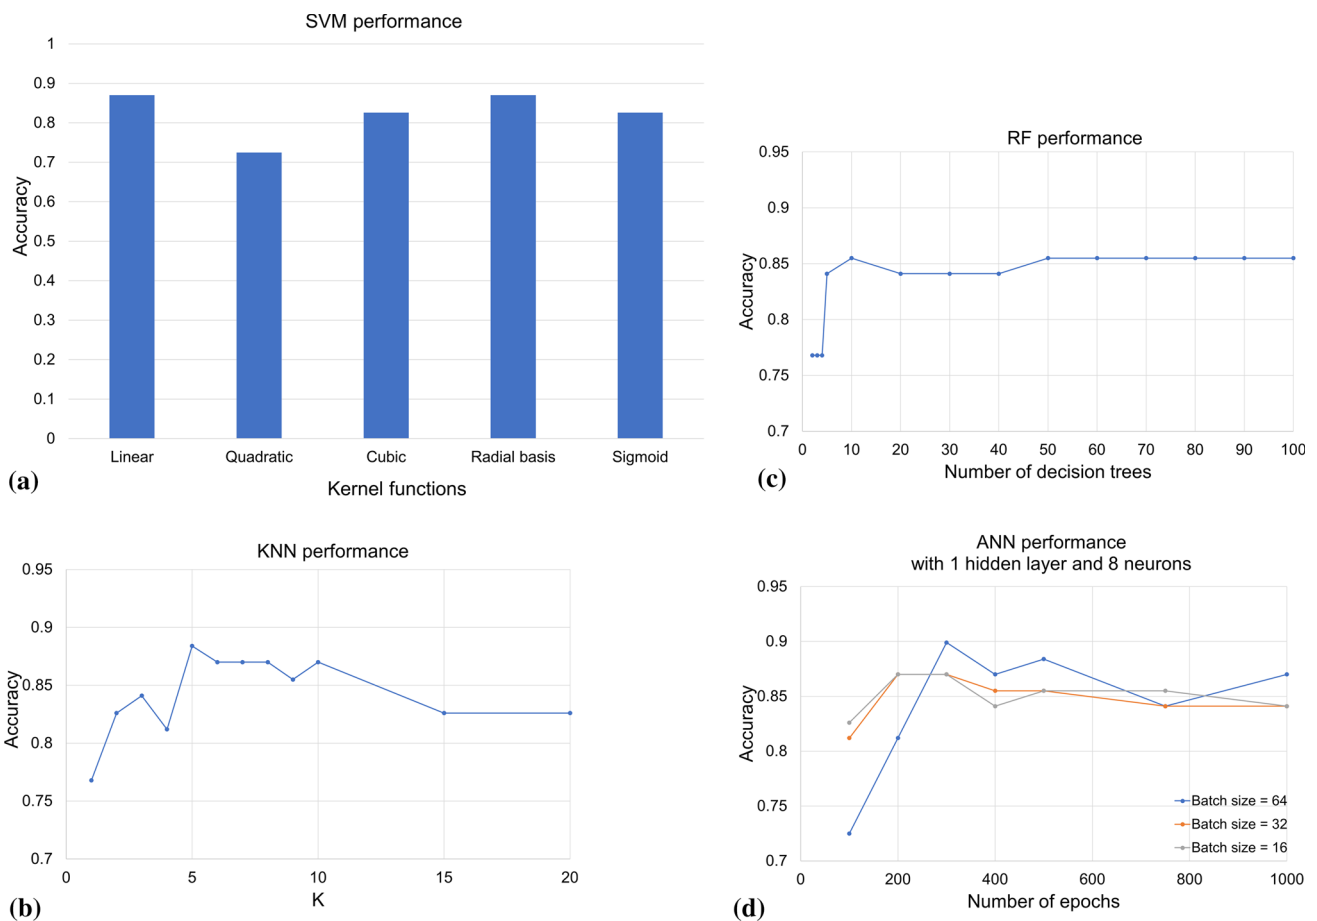 SVM performance
1
0.9
0.8
0.7
0.6
0.5
0.4
0.3
0.2
0.1
0
Accuracy
Linear Quadratic Cubic Radial basis Sigmoid
Kernel functions
(a)
RF performance
0.95
0.9
0.85
0.8
0.75
0.7
Accuracy
0 10 20 30 40 50 60 70 80 90 100
Number of decision trees
(c)
KNN performance
0.95
0.9
0.85
0.8
0.75
0.7
Accuracy
0 5 10 15 20
K
(b)
ANN performance
with 1 hidden layer and 8 neurons
0.95
0.9
0.85
0.8
0.75
0.7
Accuracy
Batch size = 64
Batch size = 32
Batch size = 16
0 200 400 600 800 1000
Number of epochs
(d)